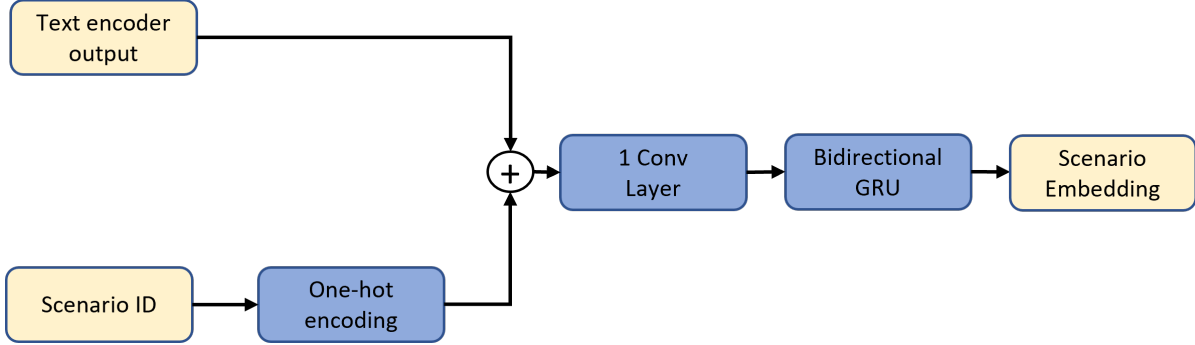 Text encoder
output
+
1 Conv
Layer
Bidirectional
GRU
Scenario
Embedding
Scenario ID
One-hot
encoding